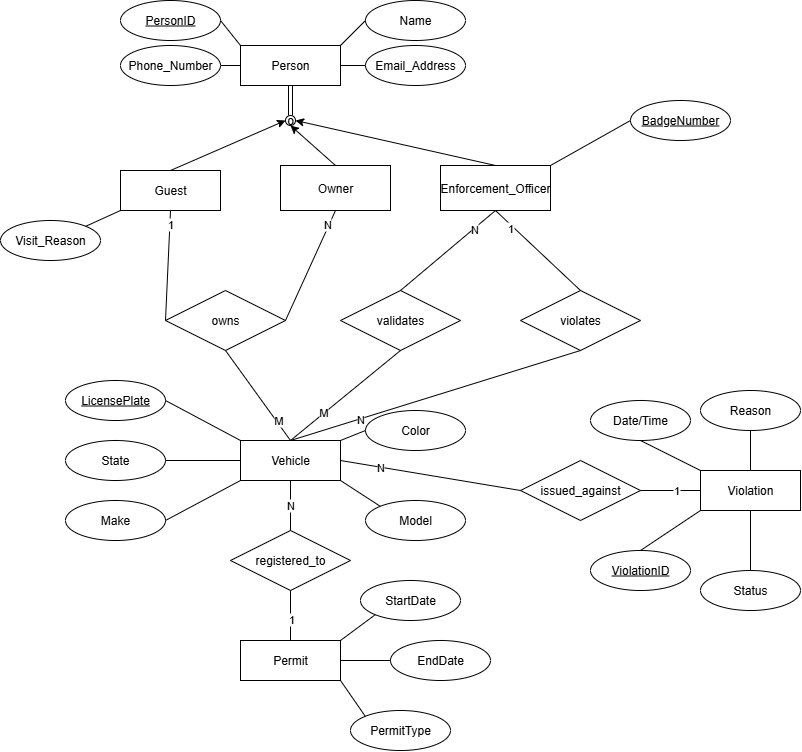 PersonID
Name
Phone_Number
Person
Email_Address
o
BadgeNumber
Guest
Owner
Enforcement_Officer
Visit_Reason
1
N
N
1
owns
validates
violates
LicensePlate
M
M
N
Color
Date/Time
Reason
State
Vehicle
N
issued_against
1
Violation
Make
N
Model
registered_to
ViolationID
Status
StartDate
1
Permit
EndDate
PermitType